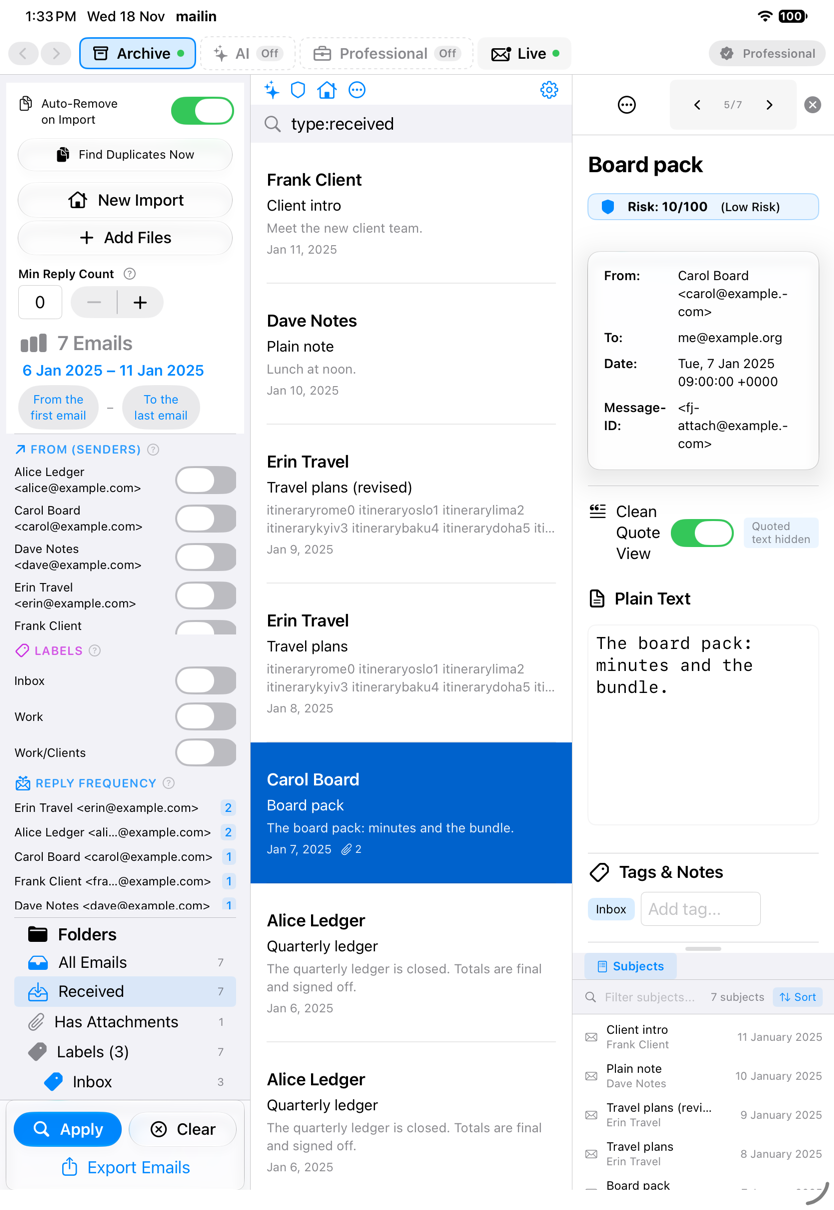 1:33 PM Wed 18 Nov mailin
100
Archive
AI Off
Professional Off
Live
Professional
Auto-Remove
on Import
Find Duplicates Now
New Import
Add Files
Min Reply Count ?
0
7 Emails
6 Jan 2025 – 11 Jan 2025
From the
first email
–
To the
last email
FROM (SENDERS) ?
Alice Ledger
<alice@example.com>
Carol Board
<carol@example.com>
Dave Notes
<dave@example.com>
Erin Travel
<erin@example.com>
Frank Client
LABELS ?
Inbox
Work
Work/Clients
REPLY FREQUENCY ?
Erin Travel <erin@example.com> 2
Alice Ledger <ali...@example.com> 2
Carol Board <carol@example.com> 1
Frank Client <fra...@example.com> 1
Dave Notes <dave@example.com> 1
Folders
All Emails 7
Received 7
Has Attachments 1
Labels (3) 7
Inbox 3
Apply
Clear
Export Emails
type:received
Frank Client
Client intro
Meet the new client team.
Jan 11, 2025
Dave Notes
Plain note
Lunch at noon.
Jan 10, 2025
Erin Travel
Travel plans (revised)
itineraryrome0 itineraryoslo1 itinerarylima2
itinerarykyiv3 itinerarybaku4 itinerarydoha5 iti...
Jan 9, 2025
Erin Travel
Travel plans
itineraryrome0 itineraryoslo1 itinerarylima2
itinerarykyiv3 itinerarybaku4 itinerarydoha5 iti...
Jan 8, 2025
Carol Board
Board pack
The board pack: minutes and the bundle.
Jan 7, 2025 2
Alice Ledger
Quarterly ledger
The quarterly ledger is closed. Totals are final
and signed off.
Jan 6, 2025
Alice Ledger
Quarterly ledger
The quarterly ledger is closed. Totals are final
and signed off.
Jan 6, 2025
5/7
Board pack
Risk: 10/100 (Low Risk)
From: Carol Board
<carol@example.-
com>
To: me@example.org
Date: Tue, 7 Jan 2025
09:00:00 +0000
Message- <fj-
ID: attach@example.-
com>
Clean
Quote
View
Quoted
text hidden
Plain Text
The board pack:
minutes and the
bundle.
Tags & Notes
Inbox
Add tag...
Subjects
Filter subjects...
7 subjects
Sort
Client intro
Frank Client
11 January 2025
Plain note
Dave Notes
10 January 2025
Travel plans (revi...
Erin Travel
9 January 2025
Travel plans
Erin Travel
8 January 2025
Board pack